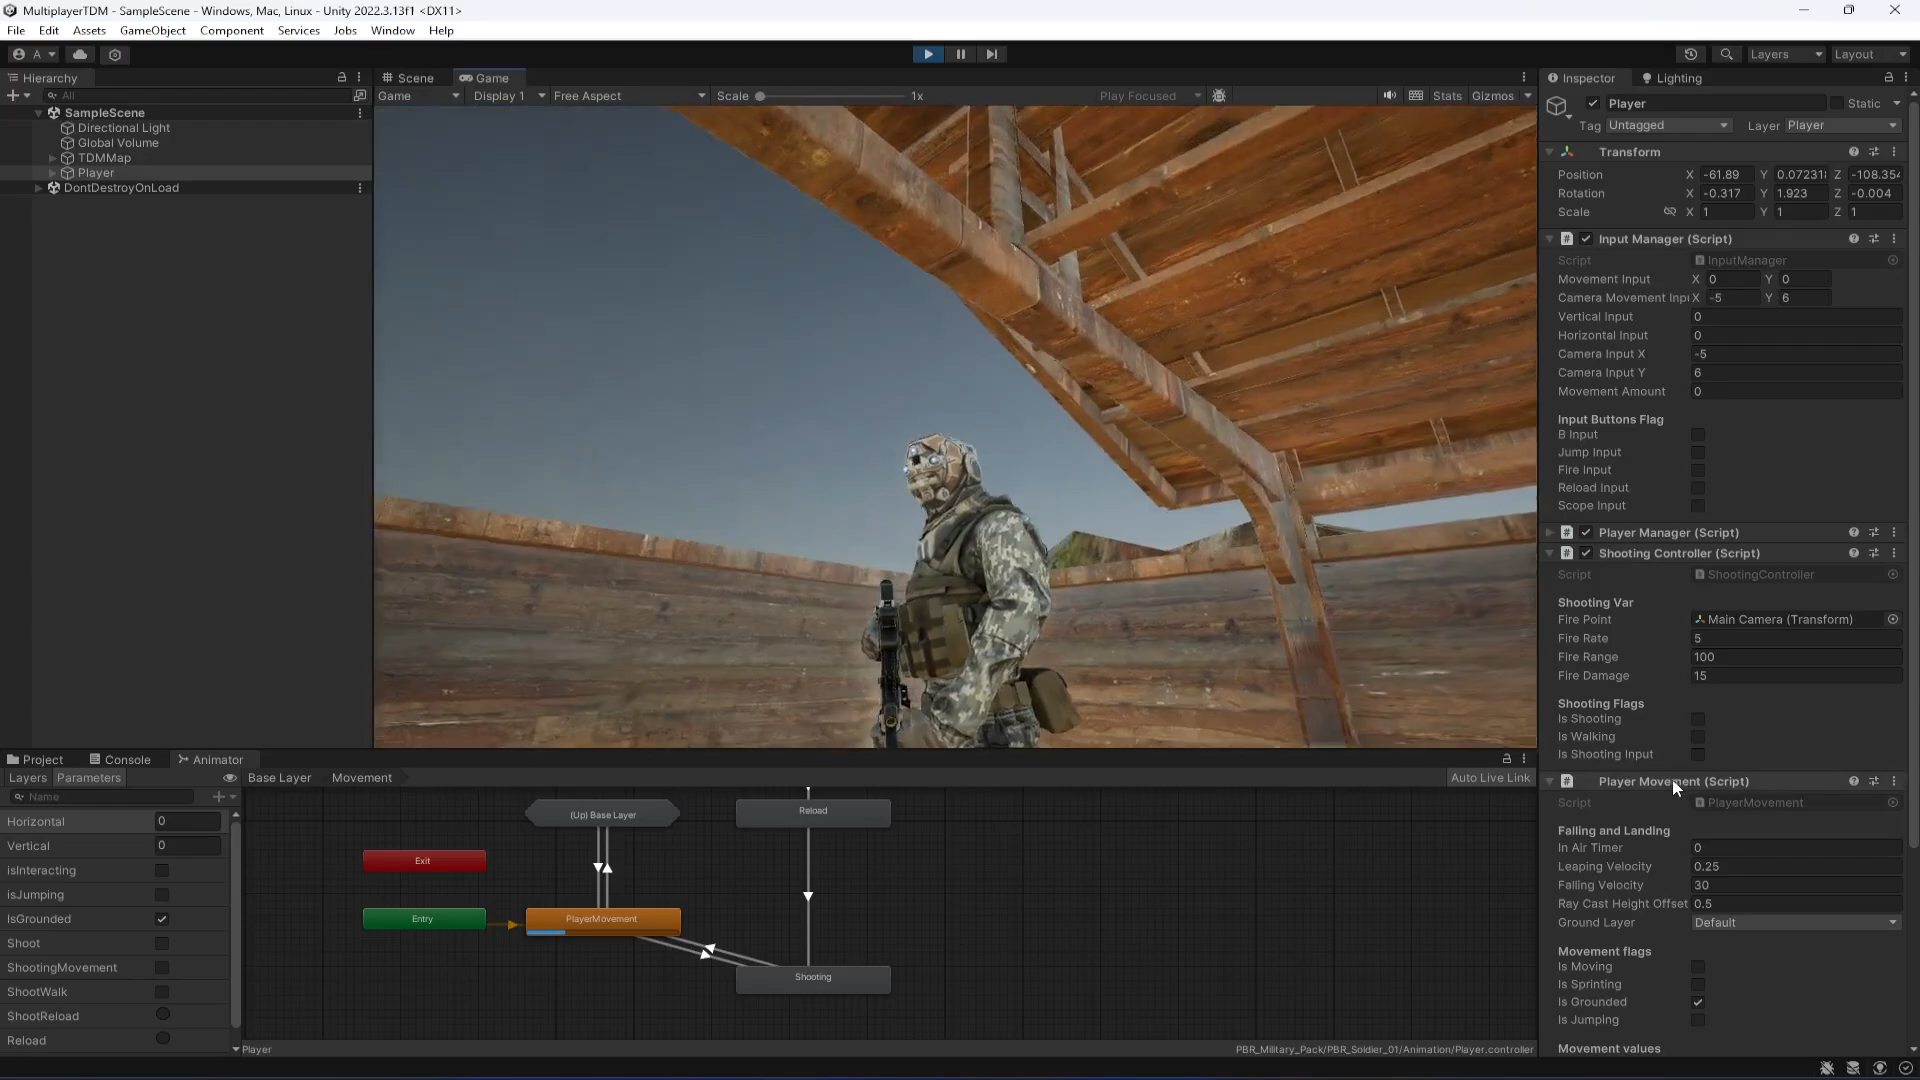 MultiplayerTDM - SampleScene - Windows, Mac, Linux - Unity 2022.3.13f1 <DX11>
File Edit Assets GameObject Component Services Jobs Window Help
A Layers Layout
Hierarchy
All
SampleScene
Directional Light
Global Volume
TDMMap
Player
DontDestroyOnLoad
Scene Game
Game Display 1 Free Aspect Scale 1x Play Focused Stats Gizmos
Inspector Lighting
Player Static
Tag Untagged Layer Player
Transform
Position X -61.89 Y 0.07231 Z -108.354
Rotation X -0.317 Y 1.923 Z -0.004
Scale X 1 Y 1 Z 1
Input Manager (Script)
Script InputManager
Movement Input X 0 Y 0
Camera Movement Inpu X -5 Y 6
Vertical Input 0
Horizontal Input 0
Camera Input X -5
Camera Input Y 6
Movement Amount 0
Input Buttons Flag
B Input
Jump Input
Fire Input
Reload Input
Scope Input
Player Manager (Script)
Shooting Controller (Script)
Script ShootingController
Shooting Var
Fire Point Main Camera (Transform)
Fire Rate 5
Fire Range 100
Fire Damage 15
Shooting Flags
Is Shooting
Is Walking
Is Shooting Input
Player Movement (Script)
Script PlayerMovement
Falling and Landing
In Air Timer 0
Leaping Velocity 0.25
Falling Velocity 30
Ray Cast Height Offset 0.5
Ground Layer Default
Movement flags
Is Moving
Is Sprinting
Is Grounded
Is Jumping
Movement values
Project Console Animator
Layers Parameters Base Layer Movement Auto Live Link
Name
Horizontal 0
Vertical 0
isInteracting
isJumping
IsGrounded
Shoot
ShootingMovement
ShootWalk
ShootReload
Reload
(Up) Base Layer
Reload
Exit
Entry
PlayerMovement
Shooting
Player PBR_Military_Pack/PBR_Soldier_01/Animation/Player.controller